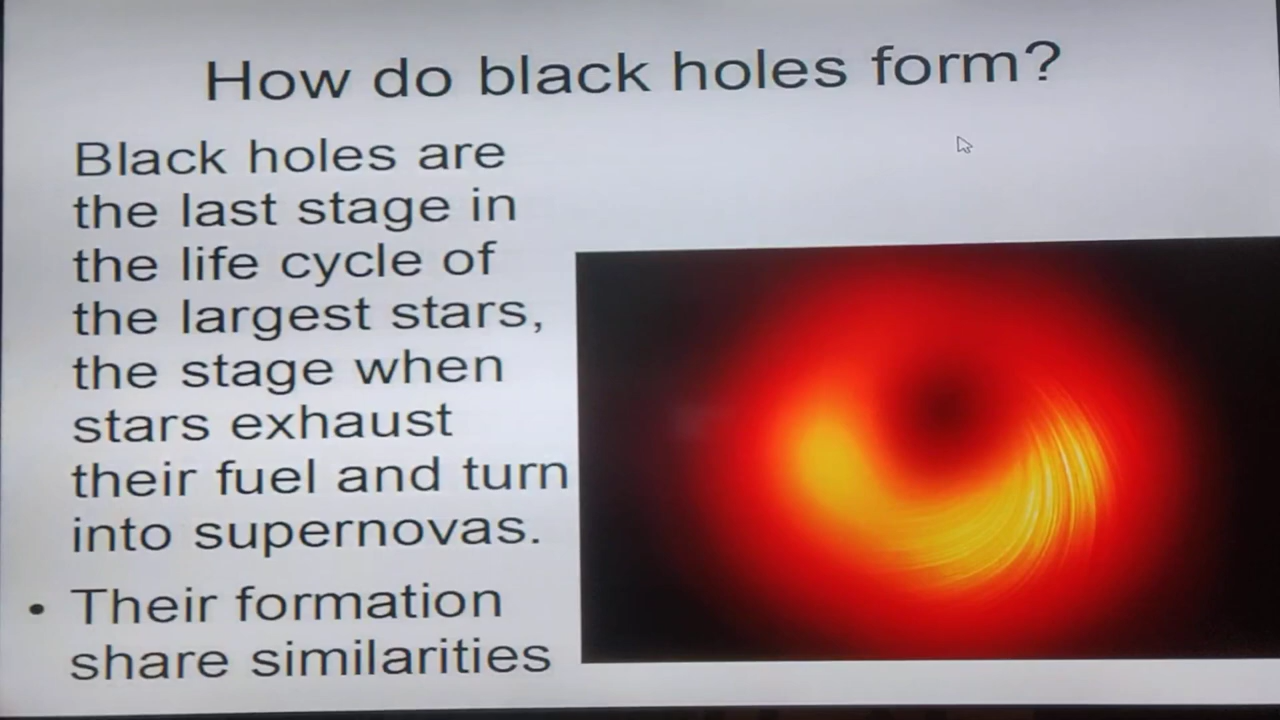 How do black holes form?
Black holes are
the last stage in
the life cycle of
the largest stars,
the stage when
stars exhaust
their fuel and turn
into supernovas.
• Their formation
share similarities